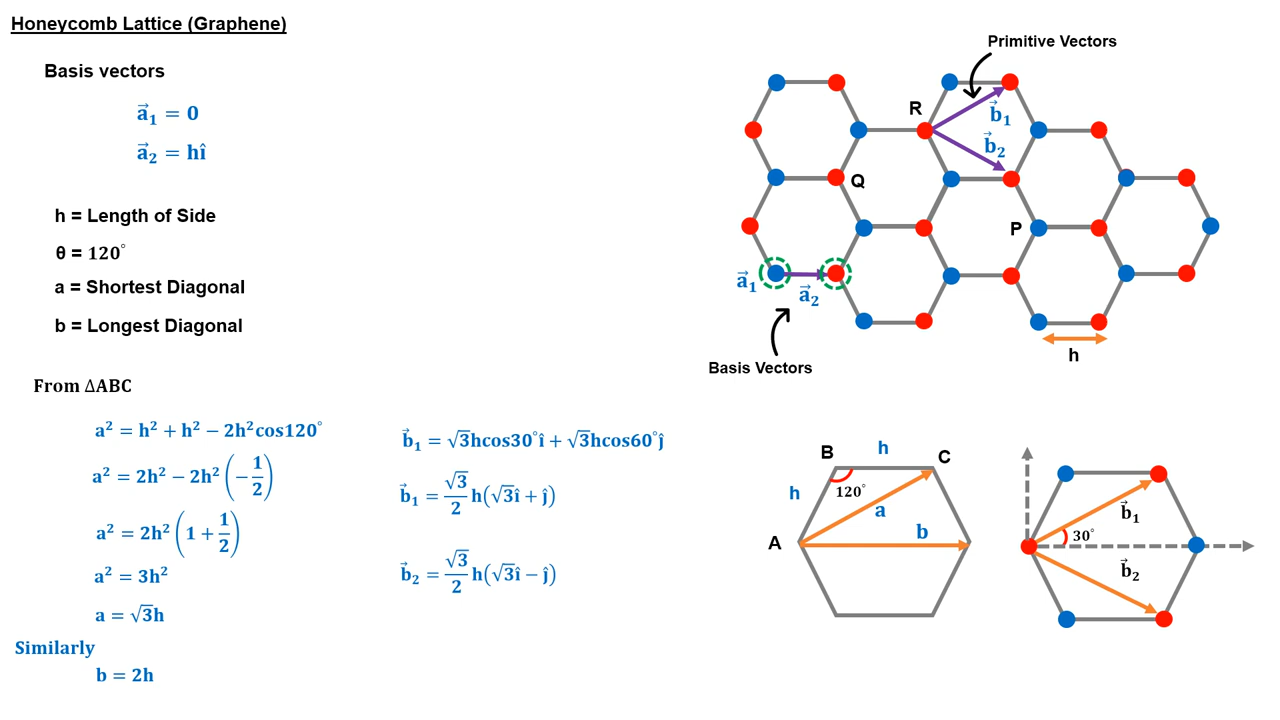 Honeycomb Lattice (Graphene)
Basis vectors
a⃗₁ = 0
a⃗₂ = hî
h = Length of Side
θ = 120°
a = Shortest Diagonal
b = Longest Diagonal
From ΔABC
a² = h² + h² − 2h²cos120°
a² = 2h² − 2h²(−1/2)
a² = 2h²(1 + 1/2)
a² = 3h²
a = √3h
Similarly
b = 2h
b⃗₁ = √3hcos30°î + √3hcos60°ĵ
b⃗₁ = √3/2 h(√3î + ĵ)
b⃗₂ = √3/2 h(√3î − ĵ)
Primitive Vectors
R
b⃗₁
b⃗₂
Q
P
a⃗₁
a⃗₂
Basis Vectors
h
B
h
C
h
120°
a
A
b
b⃗₁
30°
b⃗₂